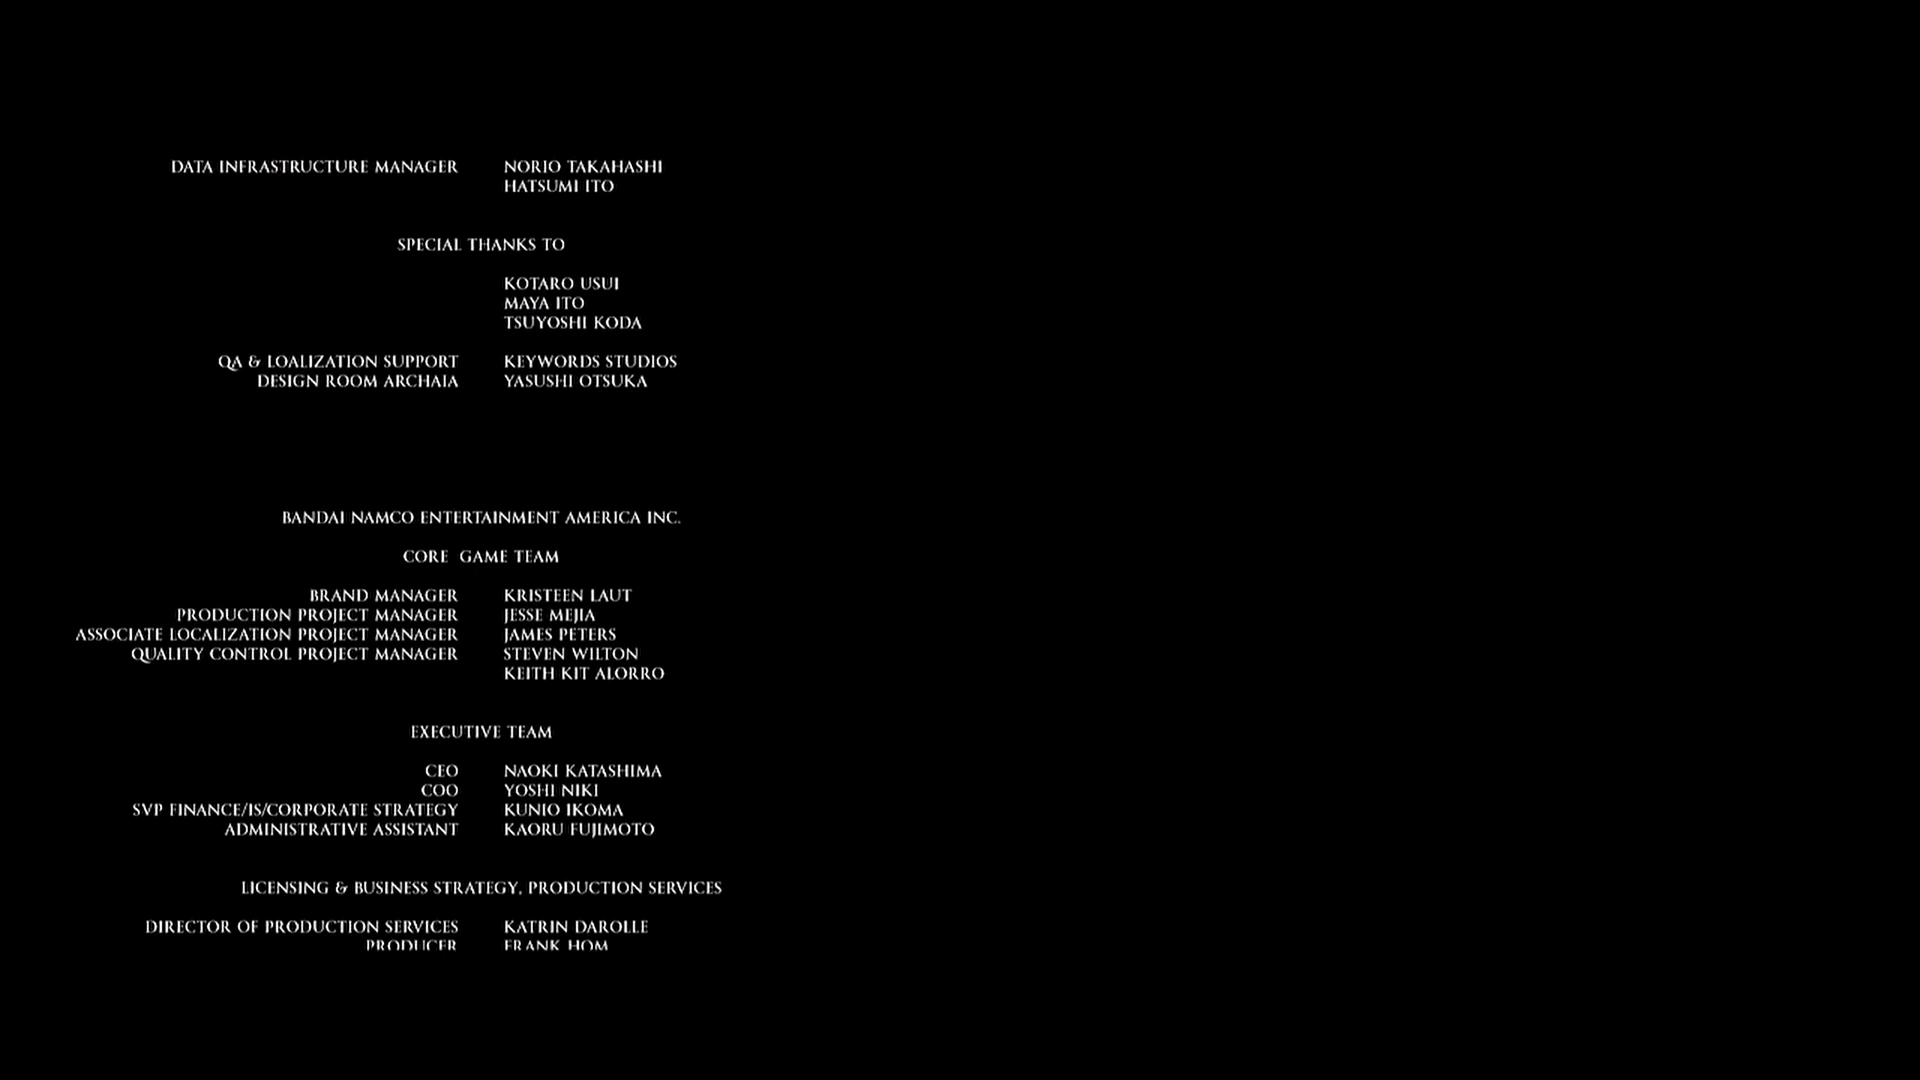 DATA INFRASTRUCTURE MANAGER NORIO TAKAHASHI
HATSUMI ITO
SPECIAL THANKS TO
KOTARO USUI
MAYA ITO
TSUYOSHI KODA
QA & LOALIZATION SUPPORT KEYWORDS STUDIOS
DESIGN ROOM ARCHAIA YASUSHI OTSUKA
BANDAI NAMCO ENTERTAINMENT AMERICA INC.
CORE GAME TEAM
BRAND MANAGER KRISTEEN LAUT
PRODUCTION PROJECT MANAGER JESSE MEJIA
ASSOCIATE LOCALIZATION PROJECT MANAGER JAMES PETERS
QUALITY CONTROL PROJECT MANAGER STEVEN WILTON
KEITH KIT ALORRO
EXECUTIVE TEAM
CEO NAOKI KATASHIMA
COO YOSHI NIKI
SVP FINANCE/IS/CORPORATE STRATEGY KUNIO IKOMA
ADMINISTRATIVE ASSISTANT KAORU FUJIMOTO
LICENSING & BUSINESS STRATEGY, PRODUCTION SERVICES
DIRECTOR OF PRODUCTION SERVICES KATRIN DAROLLE
PRODUCER FRANK HOM